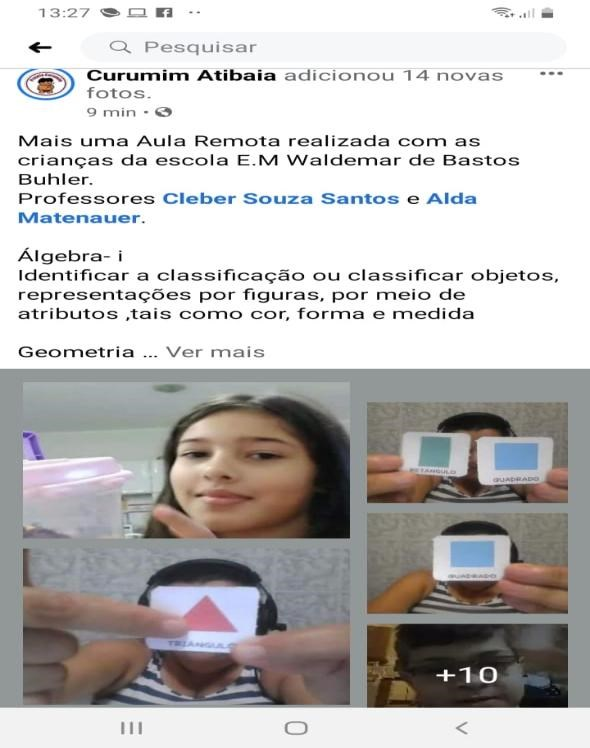 13:27
Pesquisar
Curumim Atibaia adicionou 14 novas
fotos.
9 min
Mais uma Aula Remota realizada com as
crianças da escola E.M Waldemar de Bastos
Buhler.
Professores Cleber Souza Santos e Alda
Matenauer.
Álgebra- i
Identificar a classificação ou classificar objetos,
representações por figuras, por meio de
atributos ,tais como cor, forma e medida
Geometria ... Ver mais
RETÂNGULO
QUADRADO
QUADRADO
TRIÂNGULO
+10